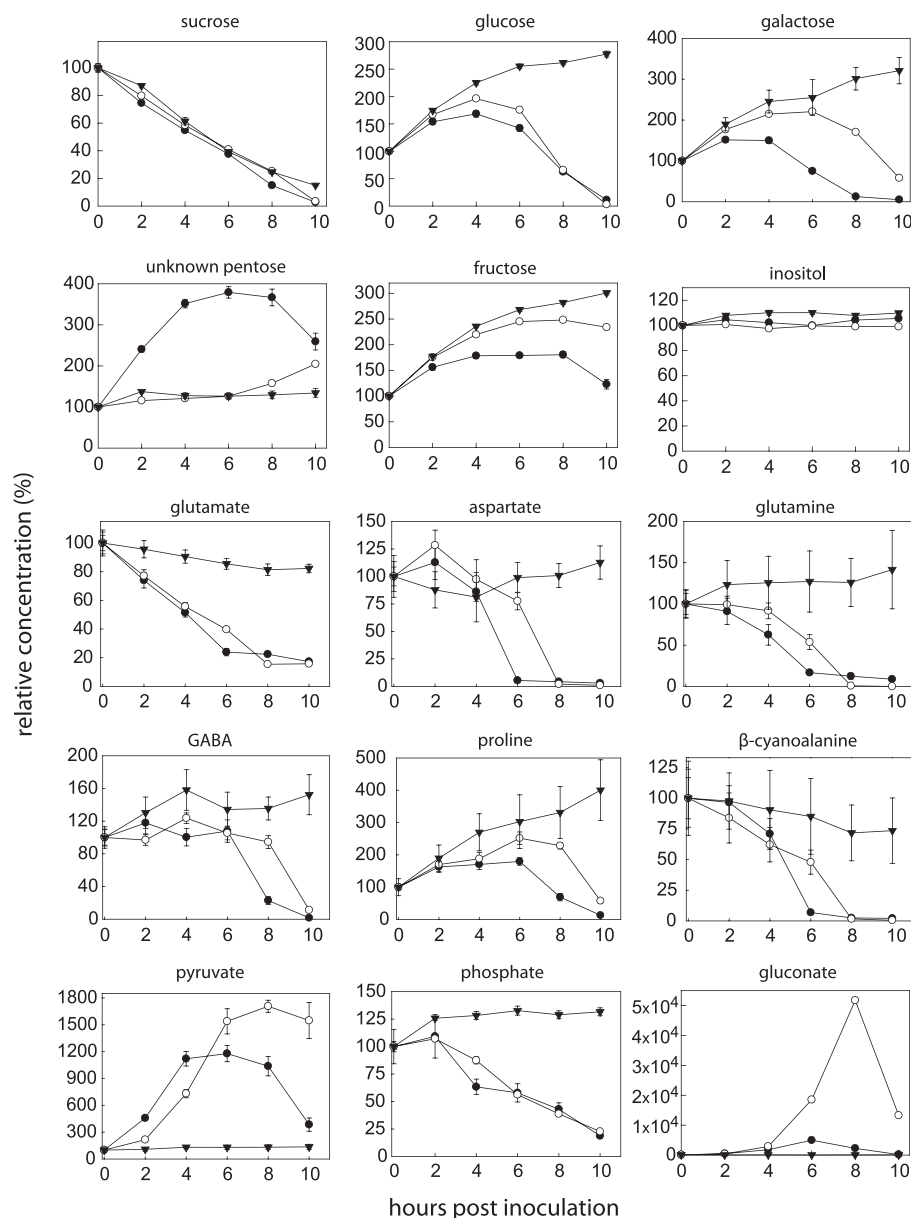 sucrose glucose galactose
100 80 60 40 20 0
0 2 4 6 8 10
300 250 200 150 100 50 0
0 2 4 6 8 10
400 300 200 100 0
0 2 4 6 8 10
unknown pentose fructose inositol
400 300 200 100 0
0 2 4 6 8 10
300 250 200 150 100 50 0
0 2 4 6 8 10
120 100 80 60 40 20 0
0 2 4 6 8 10
relative concentration (%)
glutamate aspartate glutamine
100 80 60 40 20 0
0 2 4 6 8 10
150 125 100 75 50 25 0
0 2 4 6 8 10
200 150 100 50 0
0 2 4 6 8 10
GABA proline β-cyanoalanine
200 160 120 80 40 0
0 2 4 6 8 10
500 400 300 200 100 0
0 2 4 6 8 10
125 100 75 50 25 0
0 2 4 6 8 10
pyruvate phosphate gluconate
1800 1500 1200 900 600 300 100 0
0 2 4 6 8 10
150 125 100 75 50 25 0
0 2 4 6 8 10
5x10⁴ 4x10⁴ 3x10⁴ 2x10⁴ 1x10⁴ 0
0 2 4 6 8 10
hours post inoculation